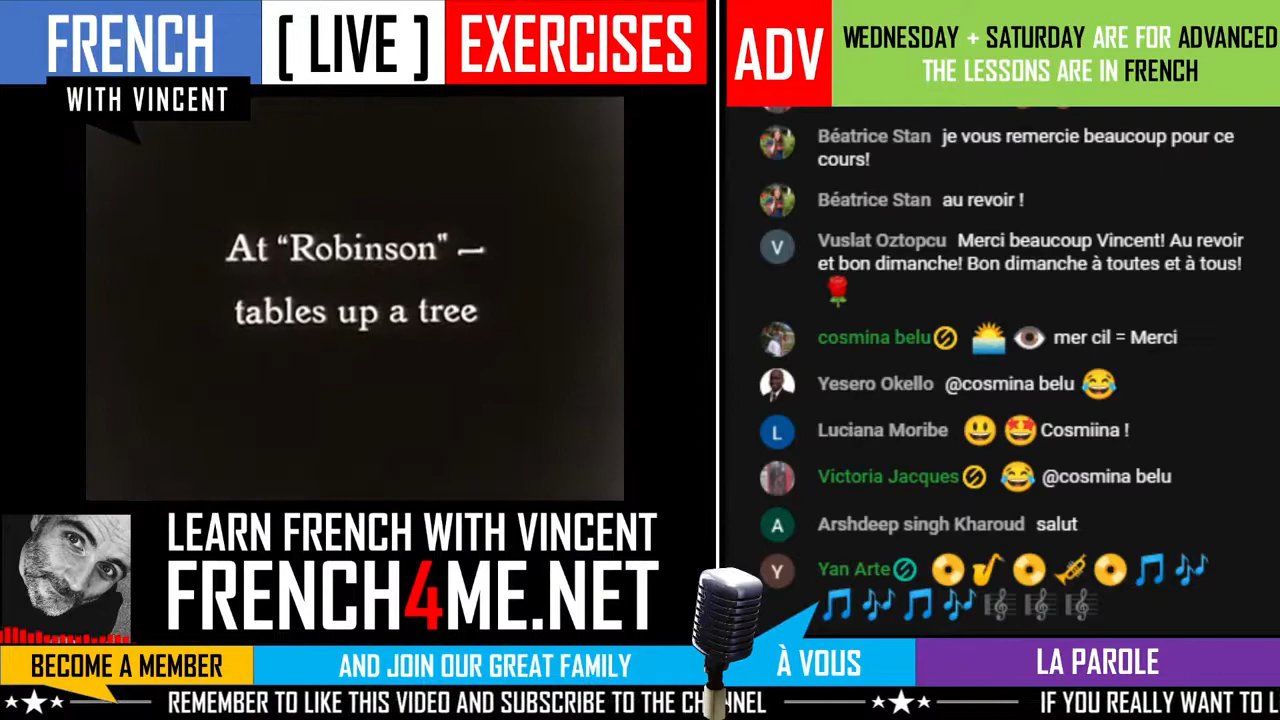 FRENCH
[ LIVE ]
EXERCISES
WITH VINCENT
At “Robinson" —
tables up a tree
LEARN FRENCH WITH VINCENT
FRENCH4ME.NET
BECOME A MEMBER
AND JOIN OUR GREAT FAMILY
ADV
WEDNESDAY + SATURDAY ARE FOR ADVANCED
THE LESSONS ARE IN FRENCH
Béatrice Stan je vous remercie beaucoup pour ce
cours!
Béatrice Stan au revoir !
V
Vuslat Oztopcu Merci beaucoup Vincent! Au revoir
et bon dimanche! Bon dimanche à toutes et à tous!
🌹
cosmina belu 🌅 👁 mer cil = Merci
Yesero Okello @cosmina belu 😂
L
Luciana Moribe 😃 🤩 Cosmiina !
Victoria Jacques 😂 @cosmina belu
A
Arshdeep singh Kharoud salut
Y
Yan Arte 📀 🎷 📀 🎺 📀 🎵 🎶
🎵 🎶 🎵 🎶 🎼 🎼 🎼
À VOUS
LA PAROLE
REMEMBER TO LIKE THIS VIDEO AND SUBSCRIBE TO THE CH NNEL
IF YOU REALLY WANT TO L